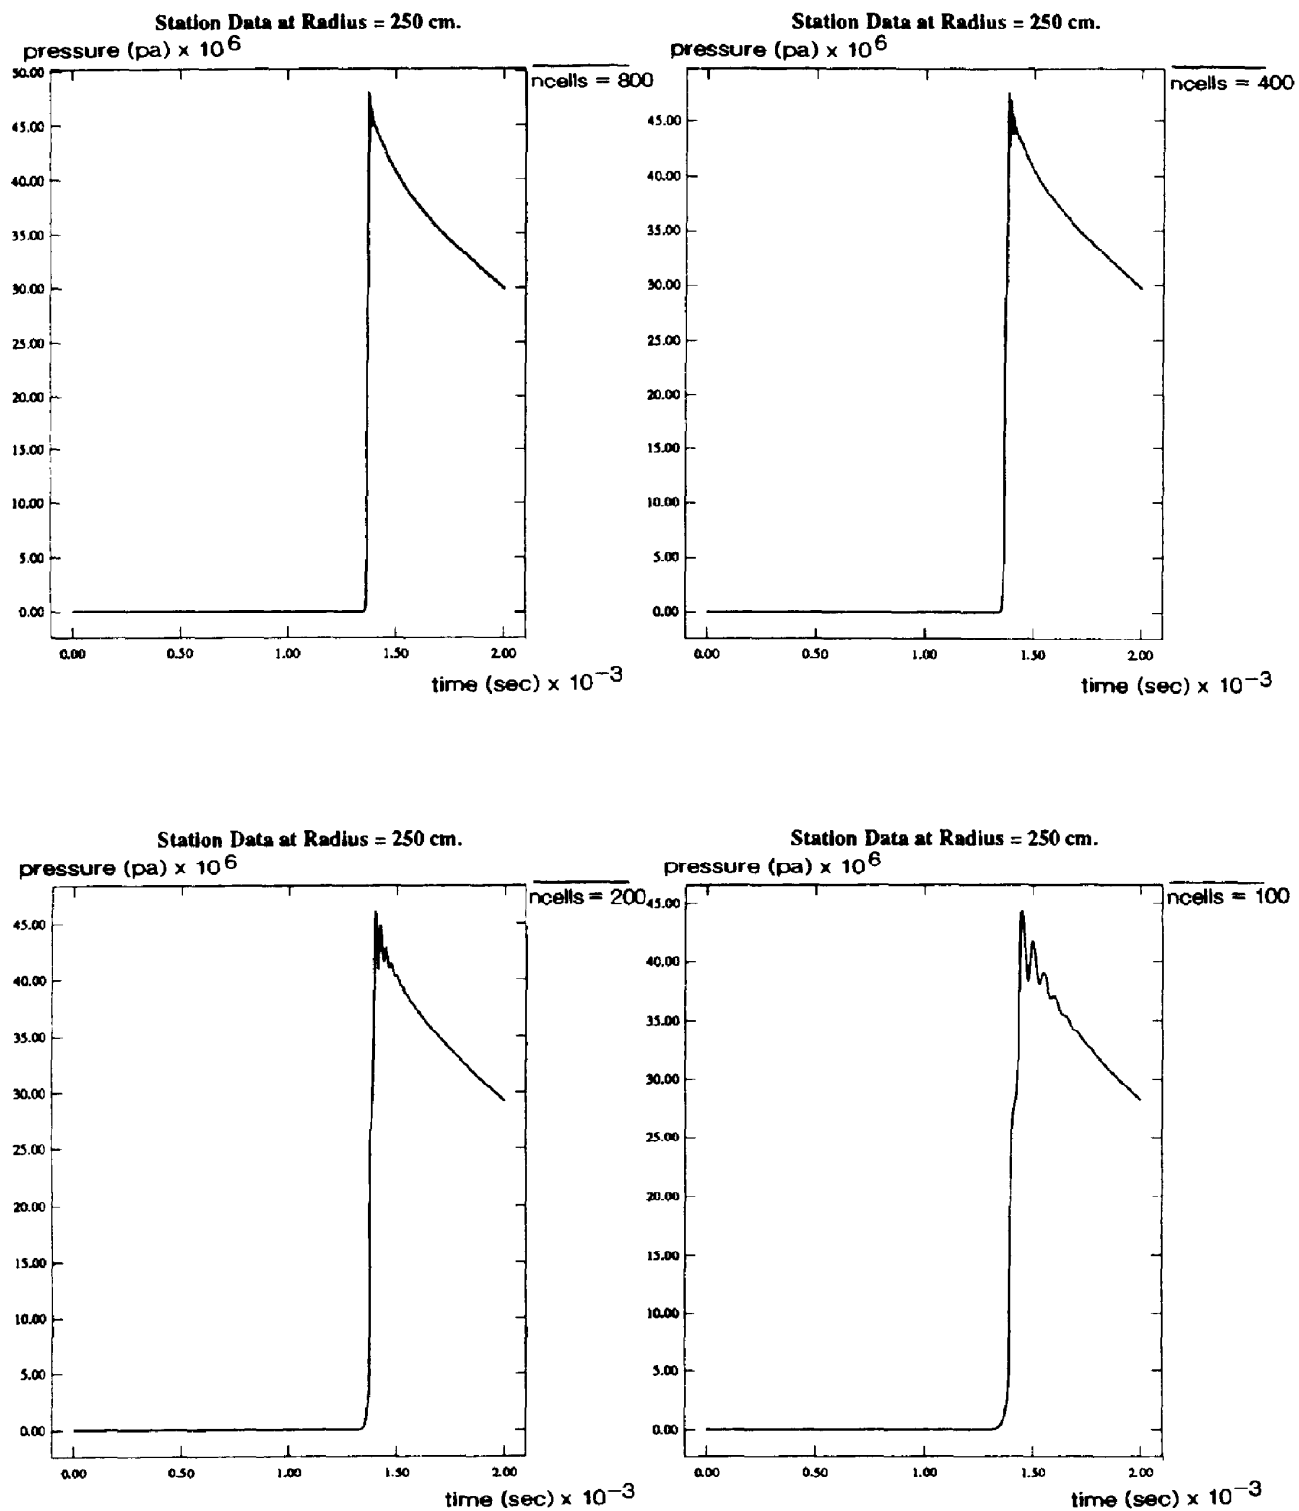 Station Data at Radius = 250 cm.
pressure (pa) x 10^6
ncells = 800
50.00
45.00
40.00
35.00
30.00
25.00
20.00
15.00
10.00
5.00
0.00
0.00 0.50 1.00 1.50 2.00
time (sec) x 10^-3
Station Data at Radius = 250 cm.
pressure (pa) x 10^6
ncells = 400
45.00
40.00
35.00
30.00
25.00
20.00
15.00
10.00
5.00
0.00
0.00 0.50 1.00 1.50 2.00
time (sec) x 10^-3
Station Data at Radius = 250 cm.
pressure (pa) x 10^6
ncells = 200
45.00
40.00
35.00
30.00
25.00
20.00
15.00
10.00
5.00
0.00
0.00 0.50 1.00 1.50 2.00
time (sec) x 10^-3
Station Data at Radius = 250 cm.
pressure (pa) x 10^6
ncells = 100
45.00
40.00
35.00
30.00
25.00
20.00
15.00
10.00
5.00
0.00
0.00 0.50 1.00 1.50 2.00
time (sec) x 10^-3